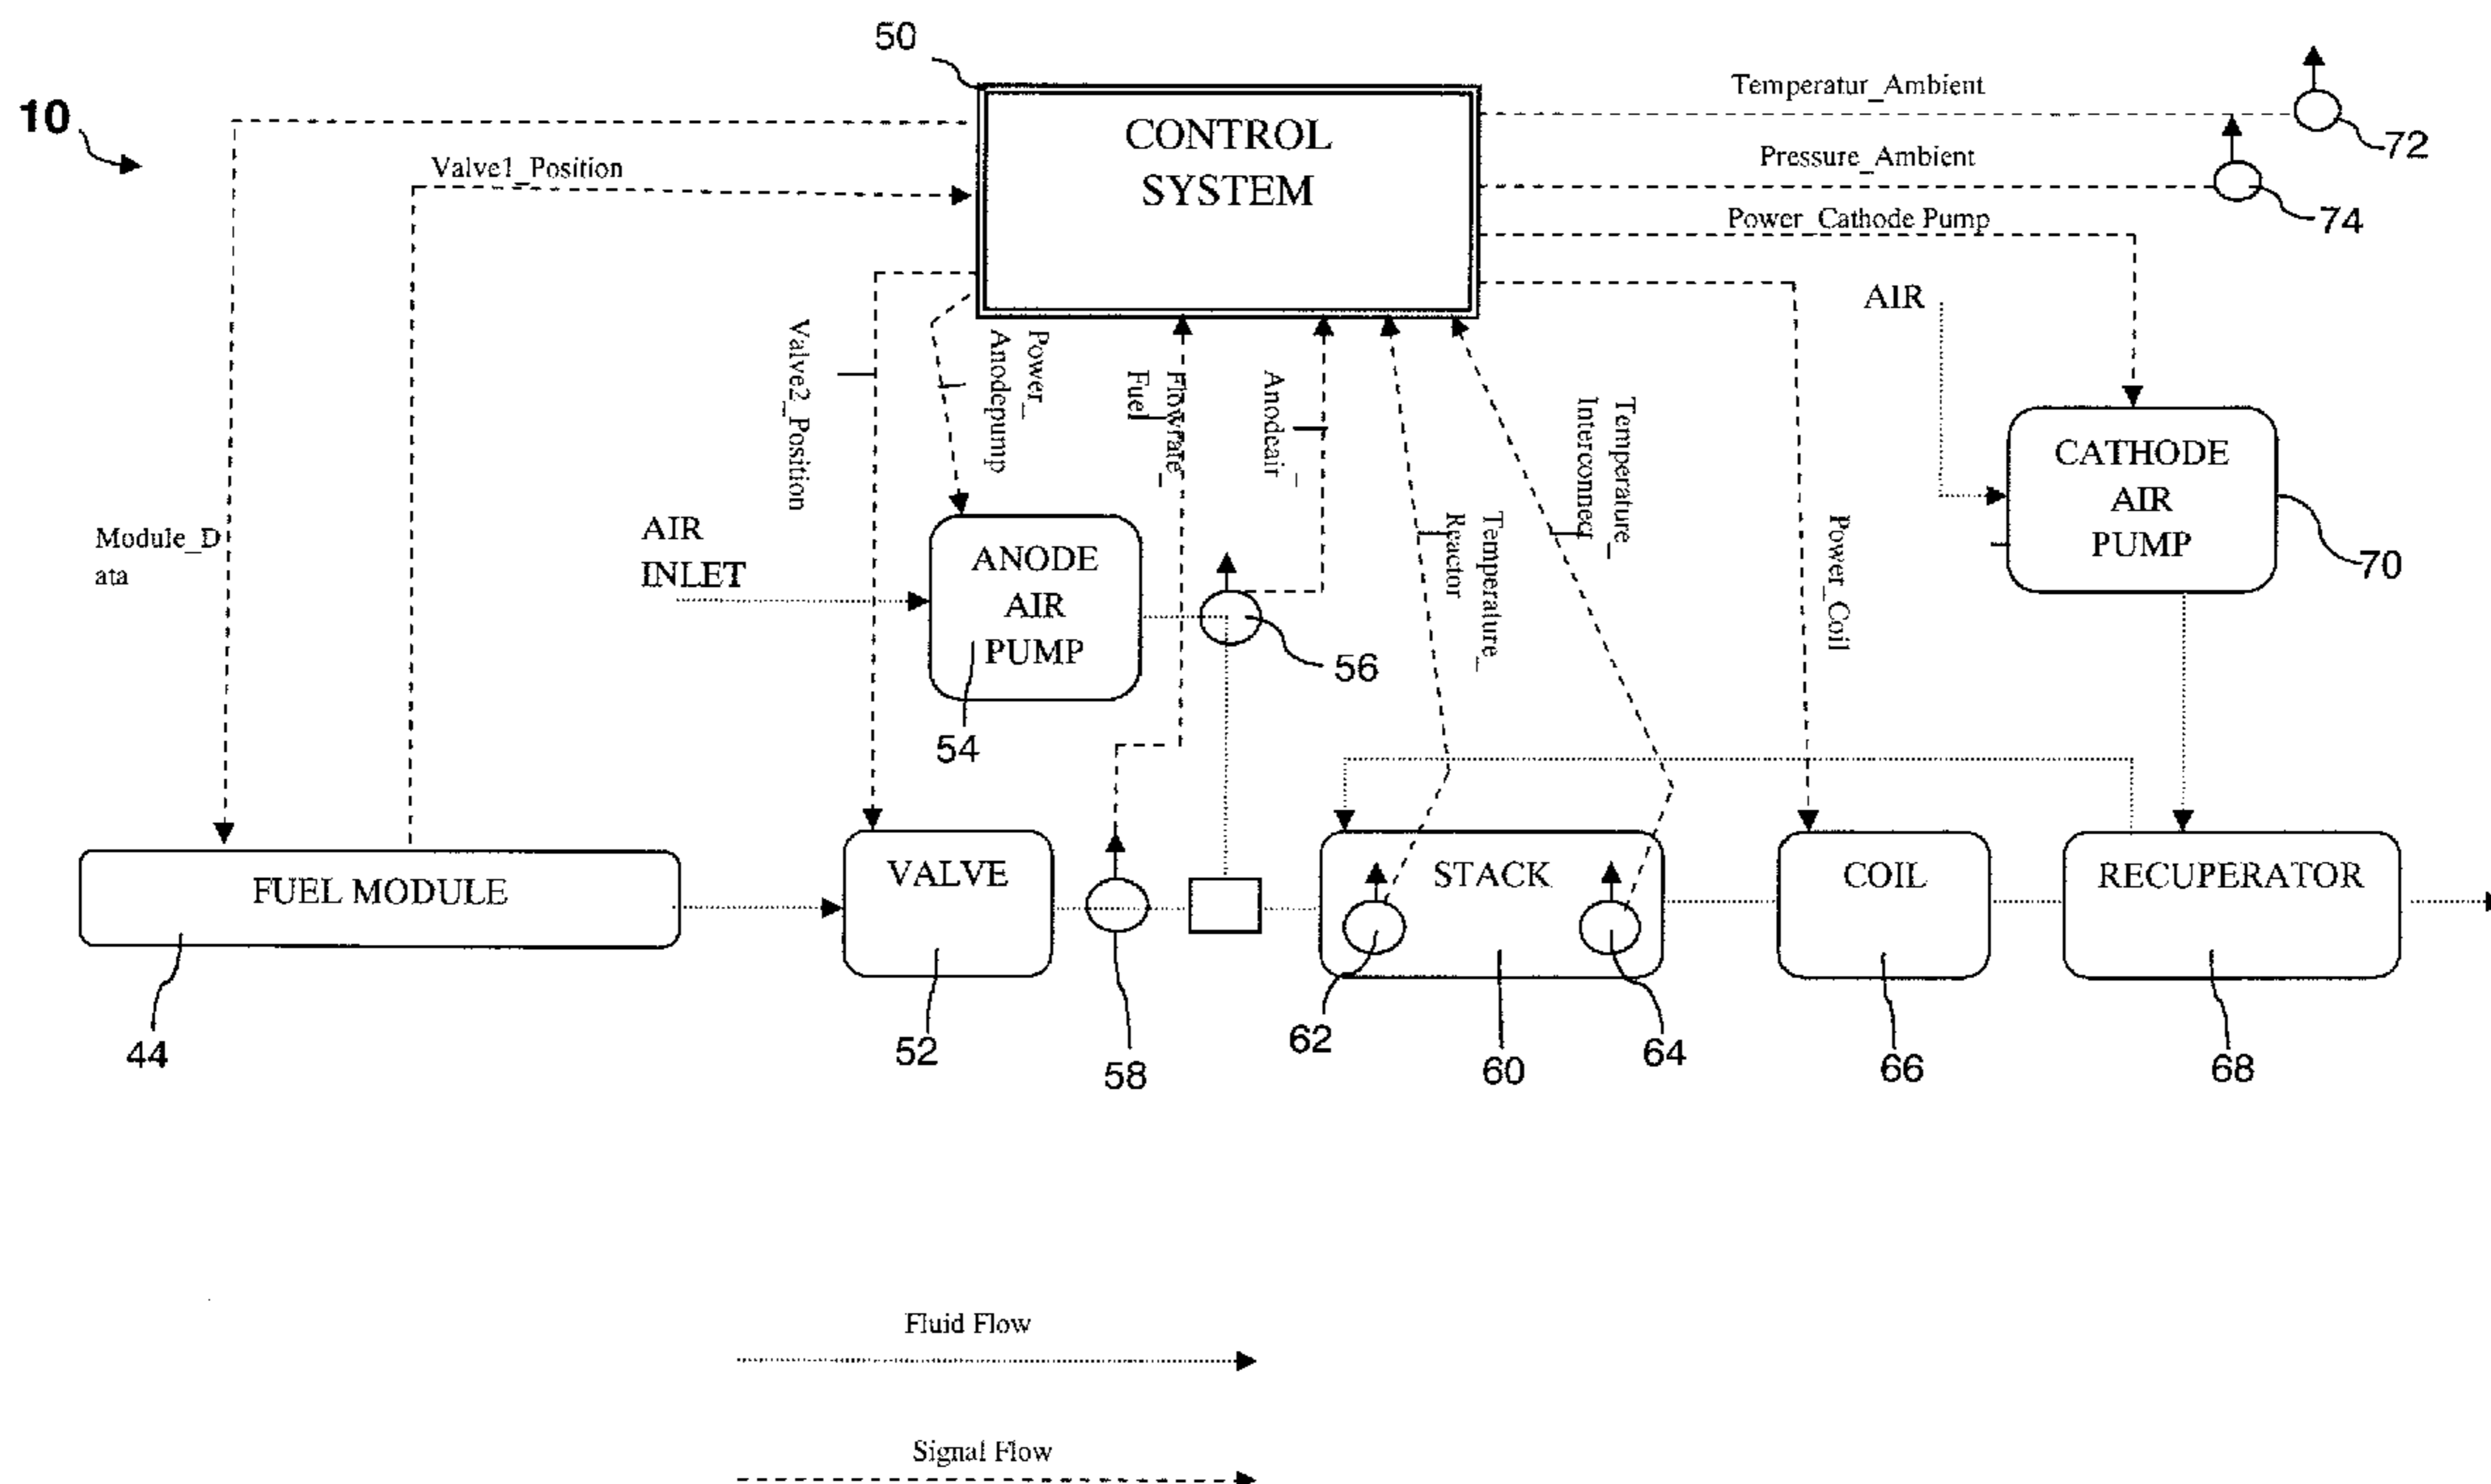 50
10
CONTROL
SYSTEM
Temperatur_Ambient
72
Valve1_Position
Pressure_Ambient
74
Power_Cathode Pump
AIR
Valve2_Position
Power_
Anodepump
Flowrate_
Fuel
Anodeair_
Temperature_
Interconnect
Temperature_
Reactor
Power_Coil
CATHODE
AIR
PUMP
70
Module_D
ata
AIR
INLET
ANODE
AIR
PUMP
54
56
FUEL MODULE
VALVE
STACK
COIL
RECUPERATOR
44
52
58
62
60
64
66
68
Fluid Flow
Signal Flow